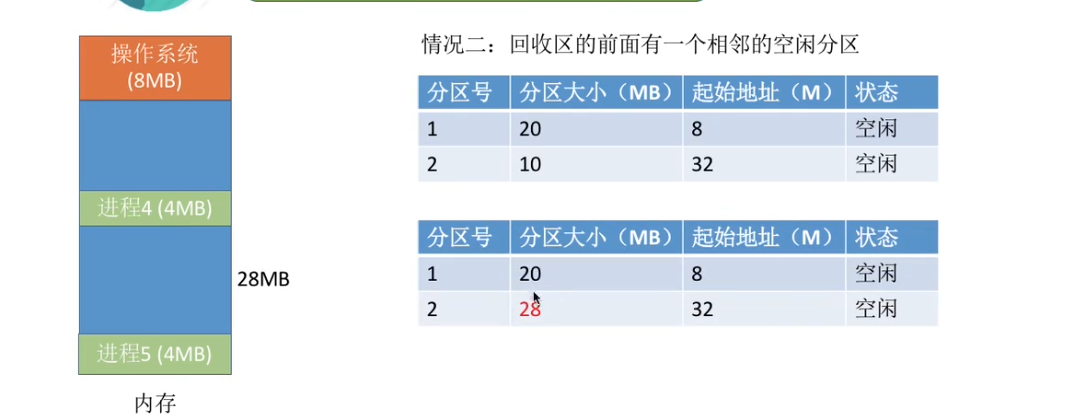 操作系统
(8MB)
进程4 (4MB)
28MB
进程5 (4MB)
内存
情况二：回收区的前面有一个相邻的空闲分区
分区号 分区大小（MB） 起始地址（M） 状态
1 20 8 空闲
2 10 32 空闲
分区号 分区大小（MB） 起始地址（M） 状态
1 20 8 空闲
2 28 32 空闲